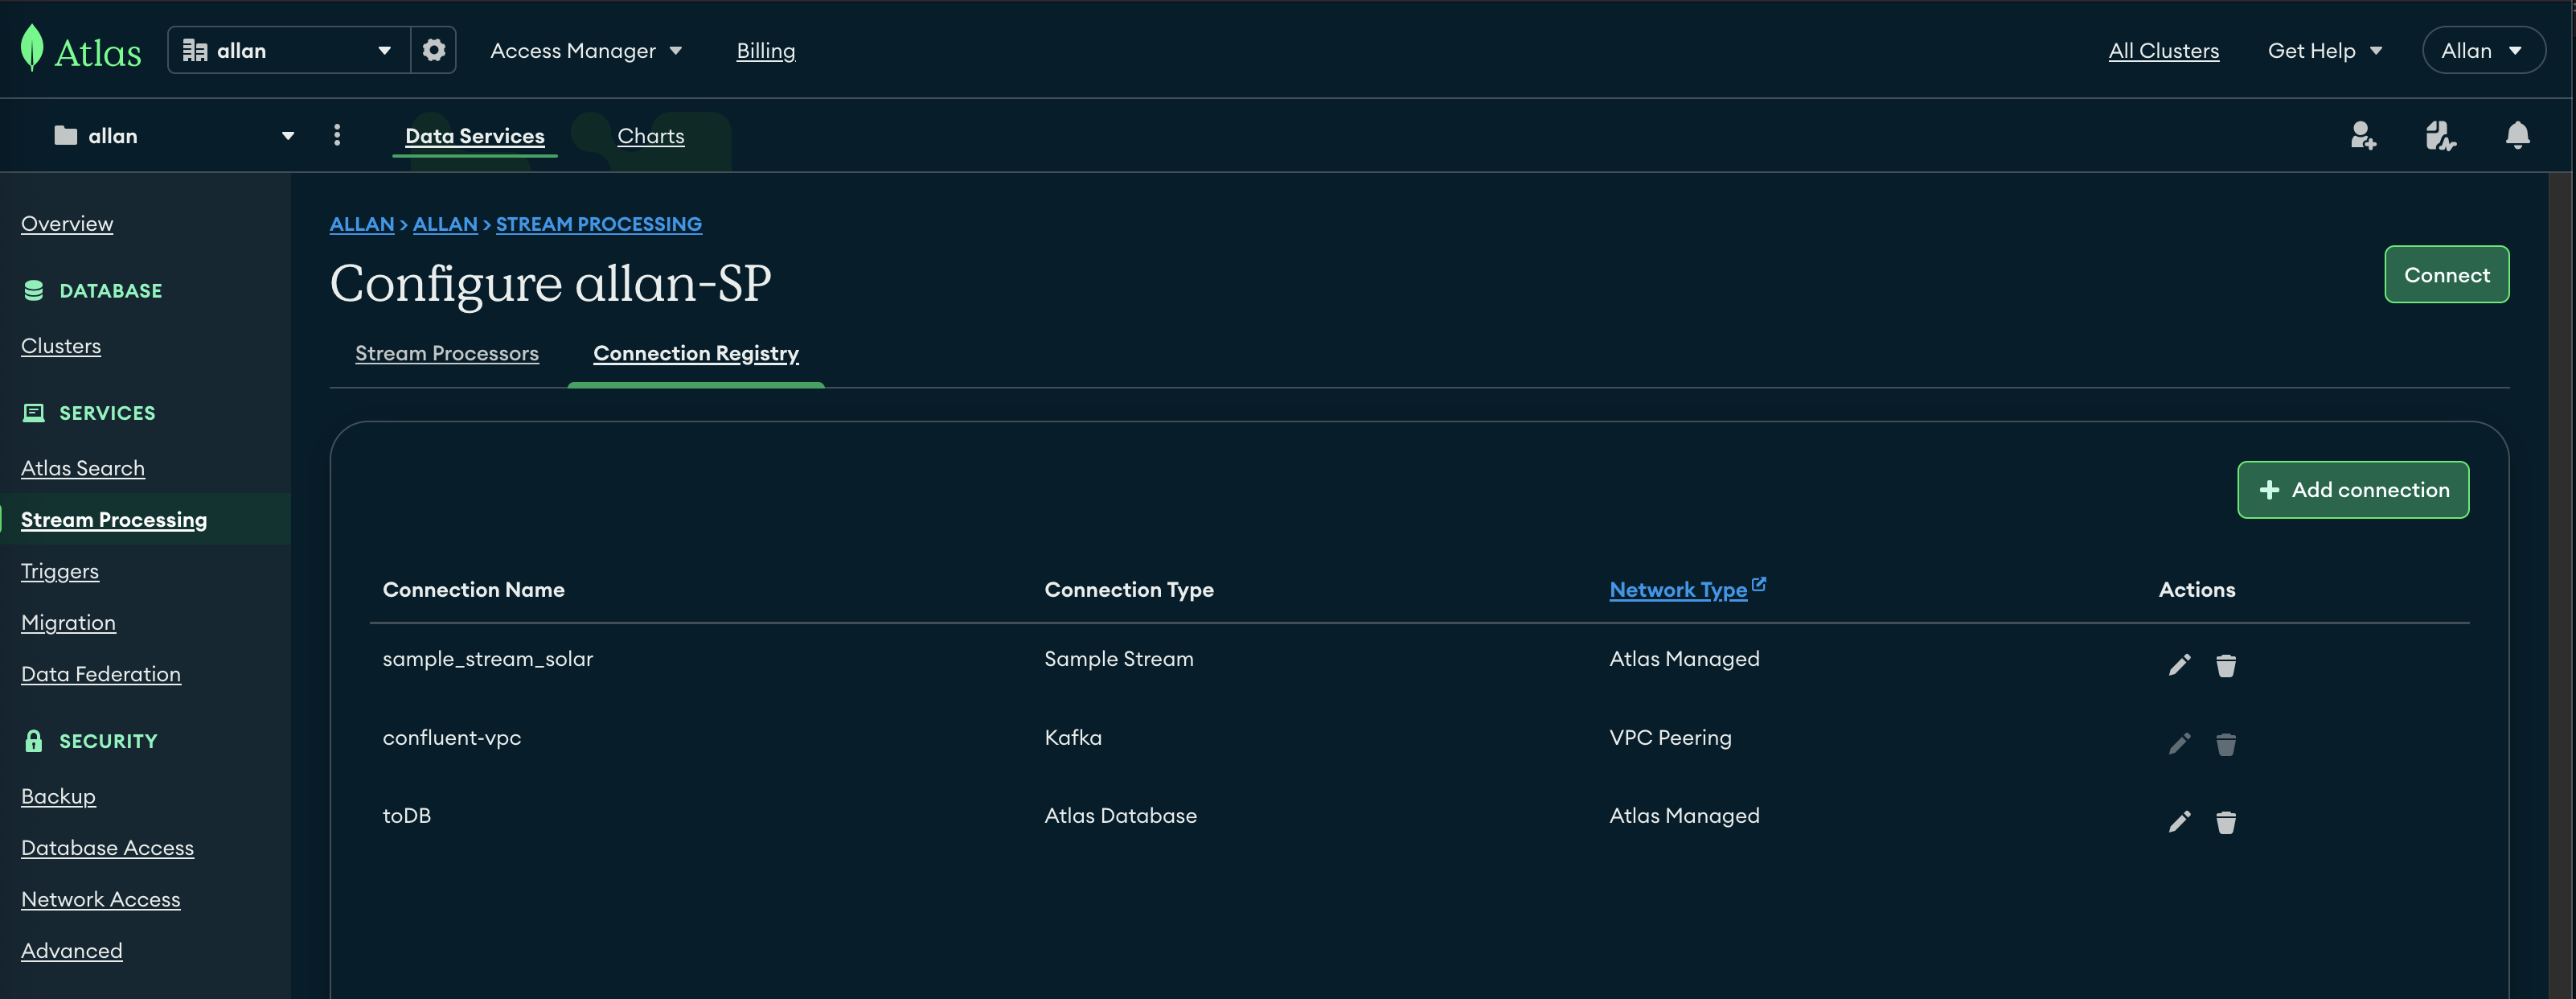 Atlas
allan
Access Manager
Billing
All Clusters
Get Help
Allan
allan
Data Services
Charts
Overview
DATABASE
Clusters
SERVICES
Atlas Search
Stream Processing
Triggers
Migration
Data Federation
SECURITY
Backup
Database Access
Network Access
Advanced
ALLAN > ALLAN > STREAM PROCESSING
Configure allan-SP
Connect
Stream Processors
Connection Registry
Add connection
Connection Name Connection Type Network Type Actions
sample_stream_solar Sample Stream Atlas Managed
confluent-vpc Kafka VPC Peering
toDB Atlas Database Atlas Managed